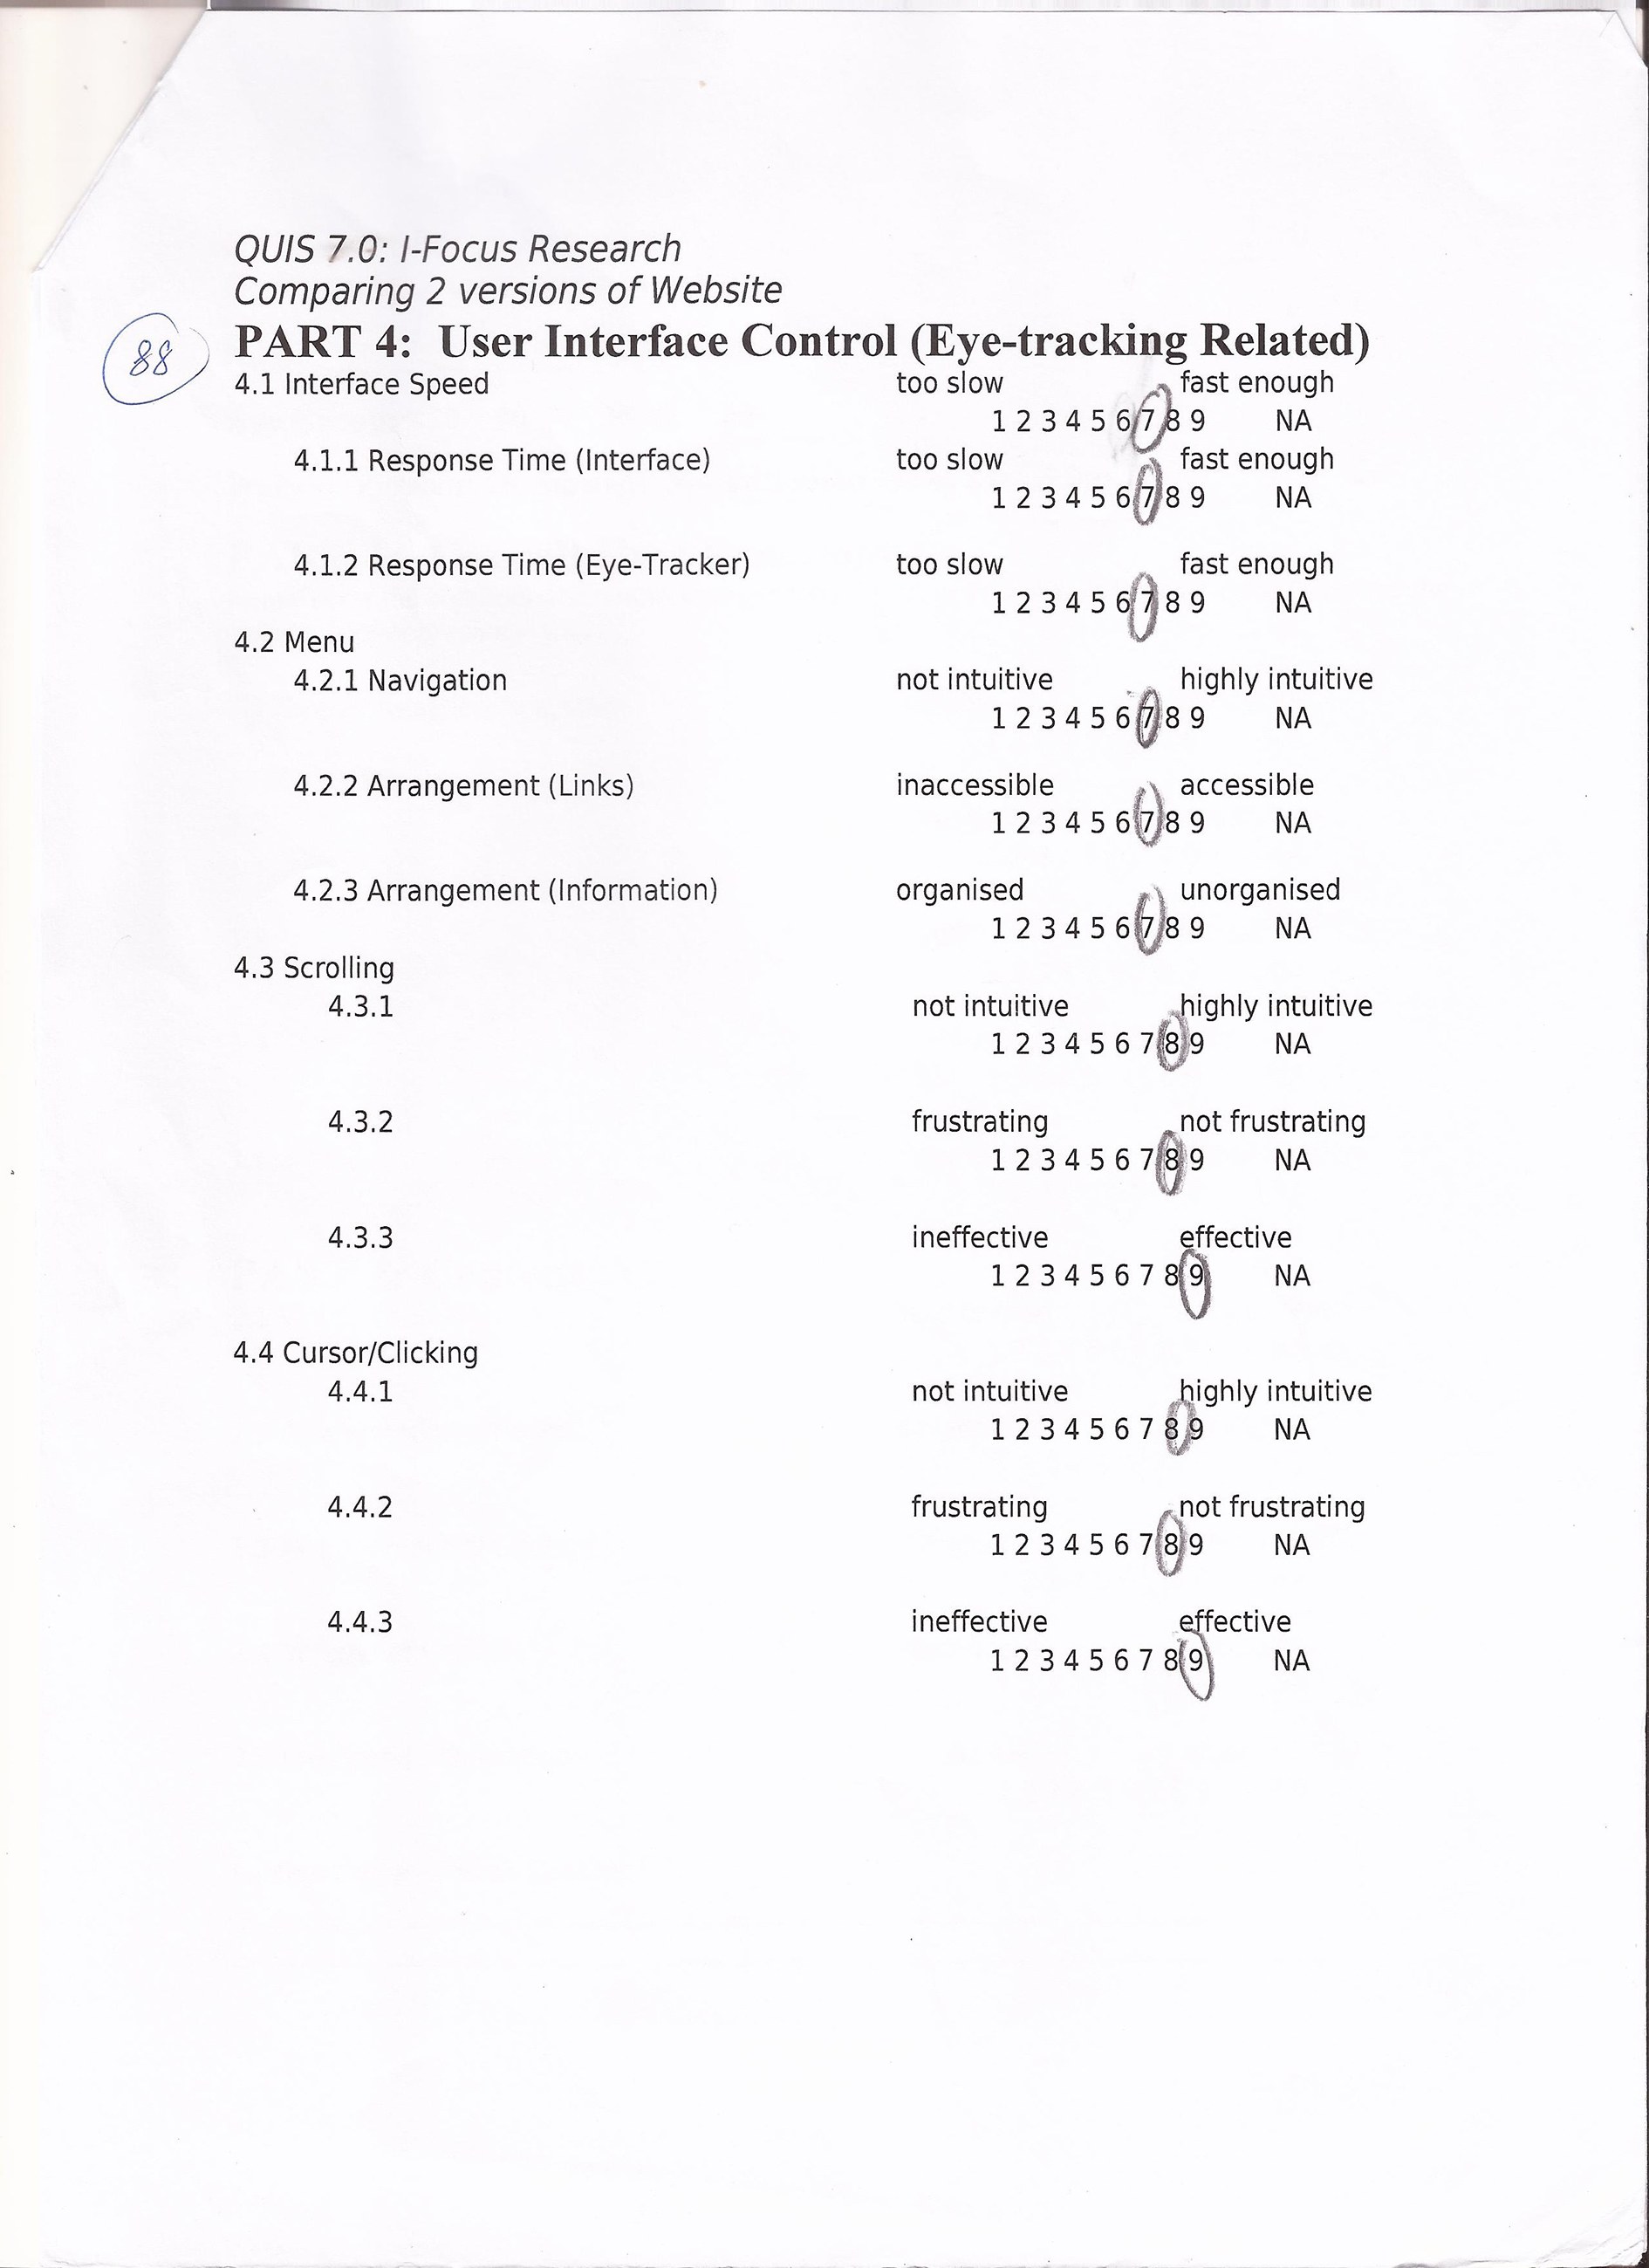 QUIS 7.0: I-Focus Research
Comparing 2 versions of Website
88
PART 4: User Interface Control (Eye-tracking Related)
4.1 Interface Speed too slow fast enough
1 2 3 4 5 6 7 8 9 NA
4.1.1 Response Time (Interface) too slow fast enough
1 2 3 4 5 6 7 8 9 NA
4.1.2 Response Time (Eye-Tracker) too slow fast enough
1 2 3 4 5 6 7 8 9 NA
4.2 Menu
4.2.1 Navigation not intuitive highly intuitive
1 2 3 4 5 6 7 8 9 NA
4.2.2 Arrangement (Links) inaccessible accessible
1 2 3 4 5 6 7 8 9 NA
4.2.3 Arrangement (Information) organised unorganised
1 2 3 4 5 6 7 8 9 NA
4.3 Scrolling
4.3.1 not intuitive highly intuitive
1 2 3 4 5 6 7 8 9 NA
4.3.2 frustrating not frustrating
1 2 3 4 5 6 7 8 9 NA
4.3.3 ineffective effective
1 2 3 4 5 6 7 8 9 NA
4.4 Cursor/Clicking
4.4.1 not intuitive highly intuitive
1 2 3 4 5 6 7 8 9 NA
4.4.2 frustrating not frustrating
1 2 3 4 5 6 7 8 9 NA
4.4.3 ineffective effective
1 2 3 4 5 6 7 8 9 NA